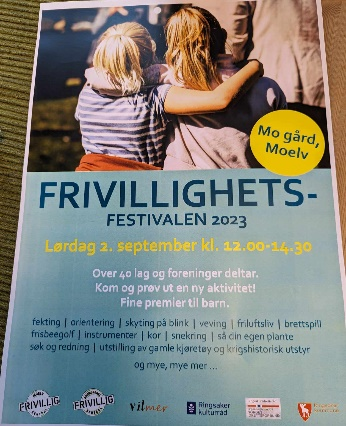 Mo gård,
Moelv
FRIVILLIGHETS-
FESTIVALEN 2023
Lørdag 2. september kl. 12.00-14.30
Over 40 lag og foreninger deltar.
Kom og prøv ut en ny aktivitet!
Fine premier til barn.
fekting | orientering | skyting på blink | veving | friluftsliv | brettspill
frisbeegolf | instrumenter | kor | snekring | så din egen plante
søk og redning | utstilling av gamle kjøretøy og krigshistorisk utstyr
og mye, mye mer ...
FRIVILLIG
FRIVILLIG
vilmer
Ringsaker
kulturråd